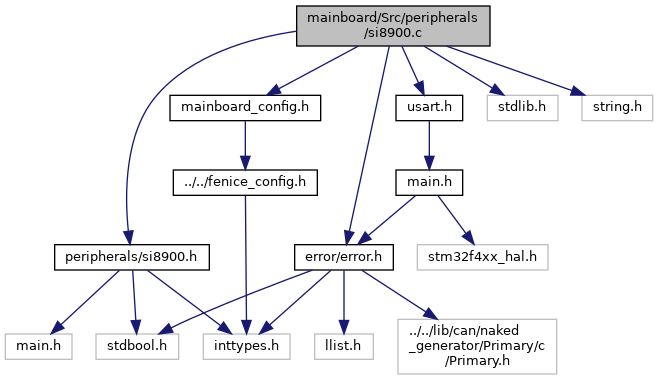 mainboard/Src/peripherals
/si8900.c
mainboard_config.h
usart.h
stdlib.h
string.h
../../fenice_config.h
main.h
peripherals/si8900.h
error/error.h
stm32f4xx_hal.h
main.h
stdbool.h
inttypes.h
llist.h
../../lib/can/naked
_generator/Primary/c
/Primary.h